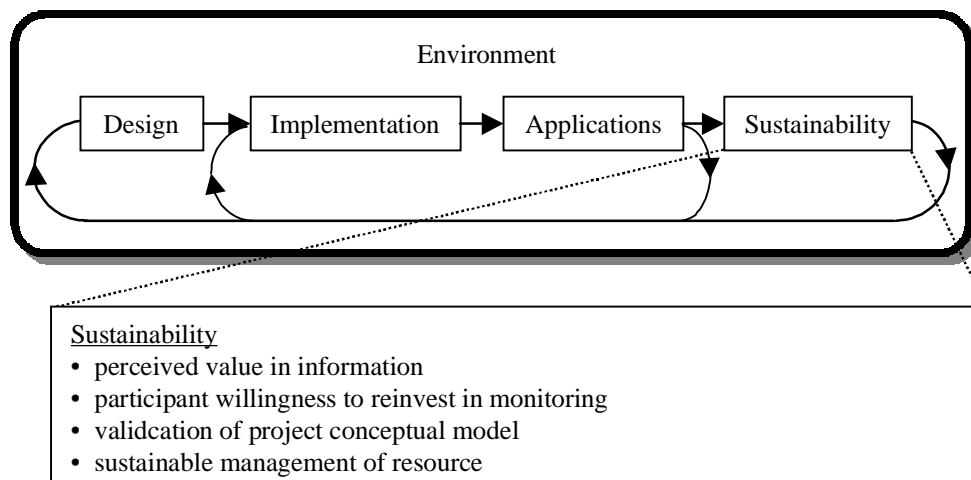 Environment
Design Implementation Applications Sustainability
Sustainability
• perceived value in information
• participant willingness to reinvest in monitoring
• validcation of project conceptual model
• sustainable management of resource